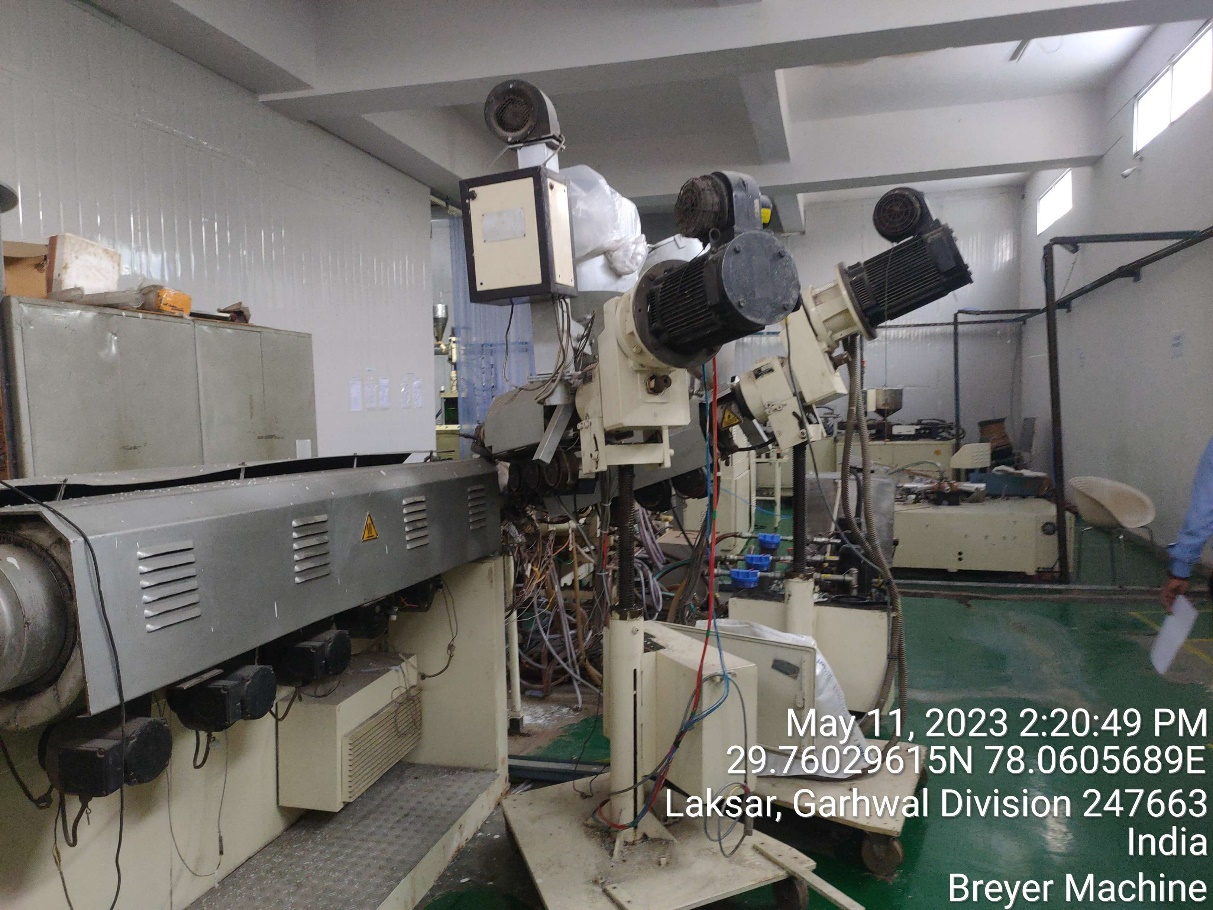 May 11, 2023 2:20:49 PM
29.76029615N 78.0605689E
Laksar, Garhwal Division 247663
India
Breyer Machine